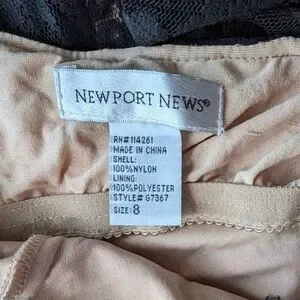 NEWPORT NEWS®
RN# 114261
MADE IN CHINA
SHELL:
100%NYLON
LINING:
100%POLYESTER
STYLE# G7367
SIZE: 8